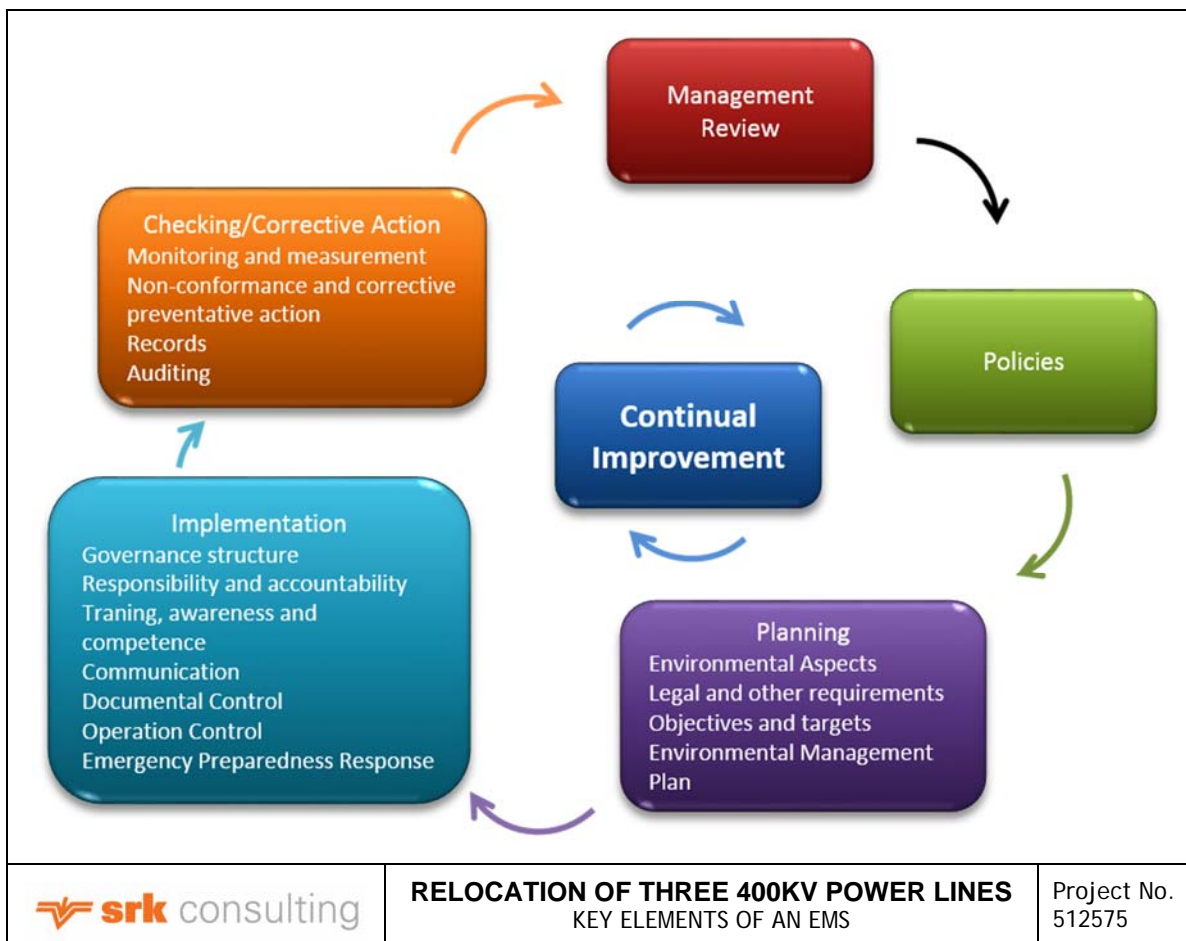 Management
Review
Checking/Corrective Action
Monitoring and measurement
Non-conformance and corrective
preventative action
Records
Auditing
Policies
Continual
Improvement
Implementation
Governance structure
Responsibility and accountability
Traning, awareness and
competence
Communication
Documental Control
Operation Control
Emergency Preparedness Response
Planning
Environmental Aspects
Legal and other requirements
Objectives and targets
Environmental Management
Plan
srk consulting
RELOCATION OF THREE 400KV POWER LINES
KEY ELEMENTS OF AN EMS
Project No.
512575